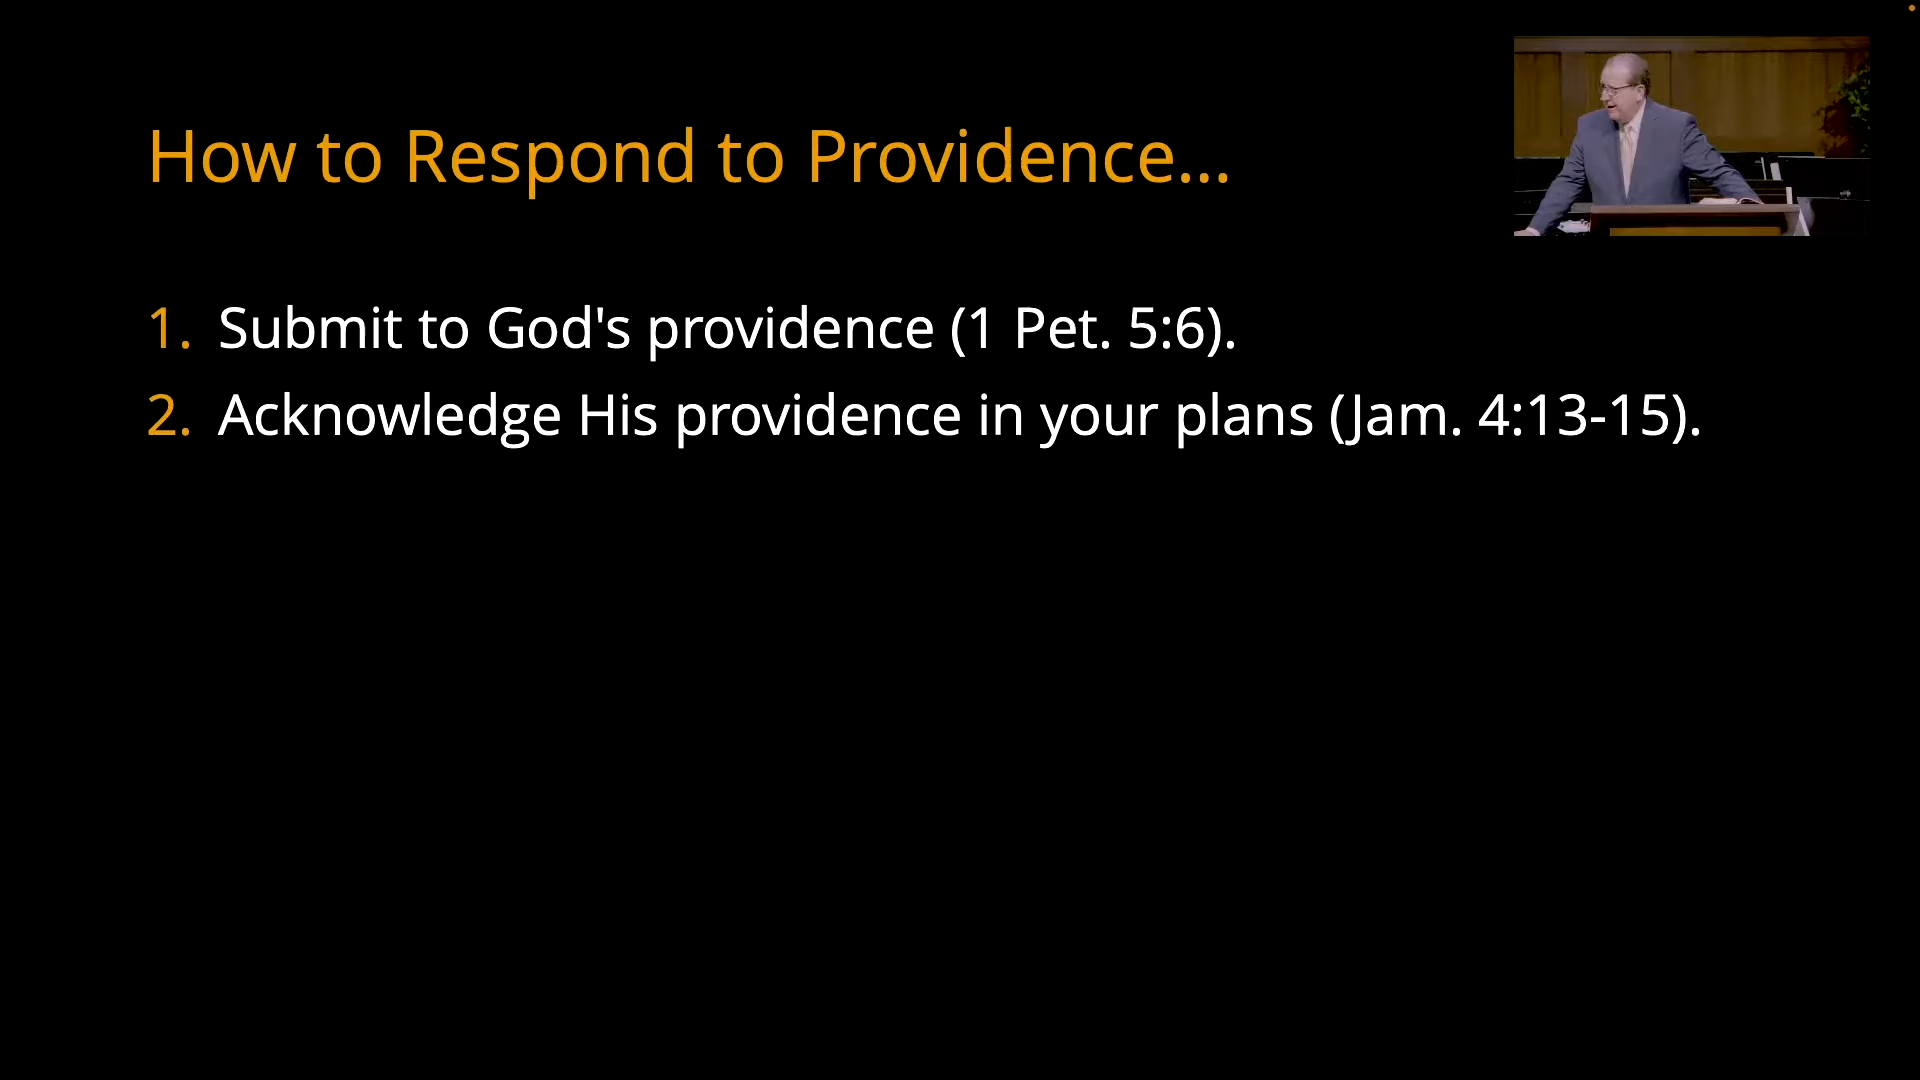 How to Respond to Providence...
1. Submit to God's providence (1 Pet. 5:6).
2. Acknowledge His providence in your plans (Jam. 4:13-15).